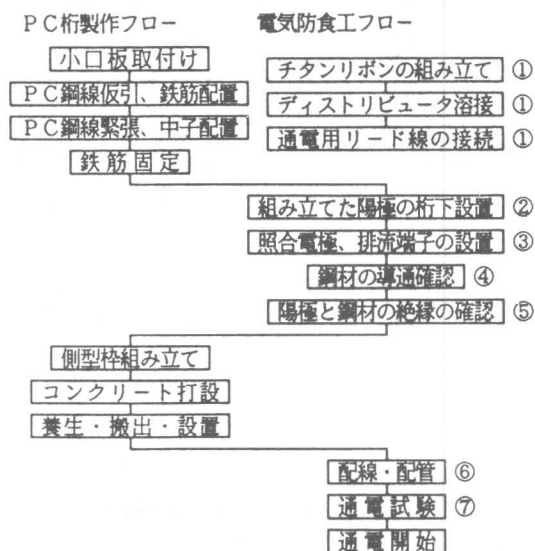 PC桁製作フロー
電気防食工フロー
小口板取付け
チタンリボンの組み立て ①
PC鋼線仮引、鉄筋配置
ディストリビュータ溶接 ①
PC鋼線緊張、中子配置
通電用リード線の接続 ①
鉄筋固定
組み立てた陽極の桁下設置 ②
照合電極、排流端子の設置 ③
鋼材の導通確認 ④
陽極と鋼材の絶縁の確認 ⑤
側型枠組み立て
コンクリート打設
養生・搬出・設置
配線・配管 ⑥
通電試験 ⑦
通電開始